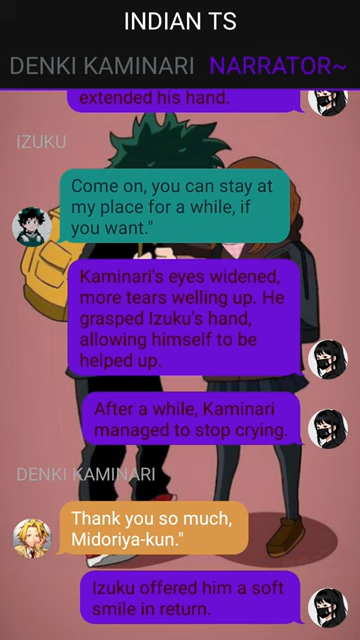 INDIAN TS
DENKI KAMINARI NARRATOR~
extended his hand.
IZUKU
Come on, you can stay at
my place for a while, if
you want."
Kaminari's eyes widened,
more tears welling up. He
grasped Izuku's hand,
allowing himself to be
helped up.
After a while, Kaminari
managed to stop crying.
DENKI KAMINARI
Thank you so much,
Midoriya-kun."
Izuku offered him a soft
smile in return.